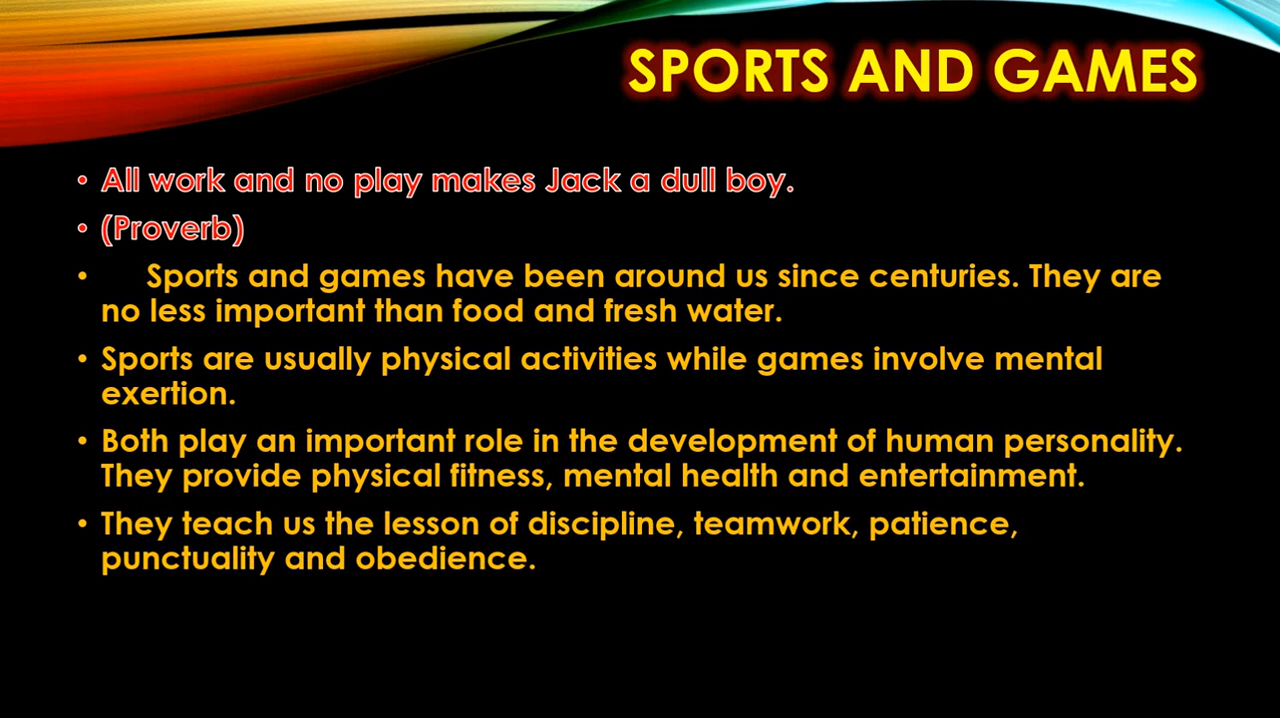 SPORTS AND GAMES
• All work and no play makes Jack a dull boy.
• (Proverb)
• Sports and games have been around us since centuries. They are
no less important than food and fresh water.
• Sports are usually physical activities while games involve mental
exertion.
• Both play an important role in the development of human personality.
They provide physical fitness, mental health and entertainment.
• They teach us the lesson of discipline, teamwork, patience,
punctuality and obedience.